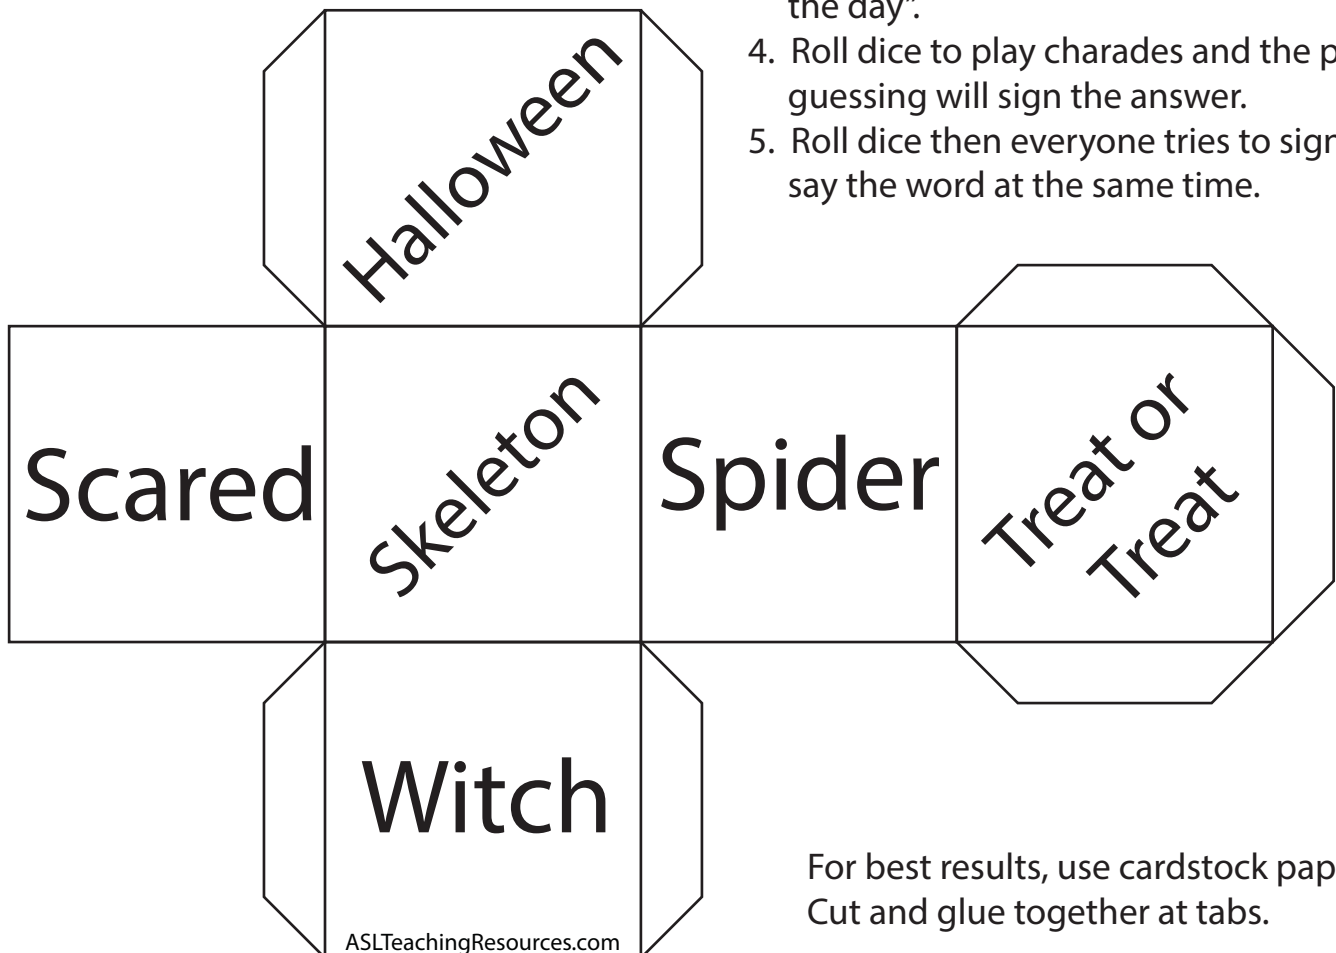 the day".
4. Roll dice to play charades and the p
guessing will sign the answer.
5. Roll dice then everyone tries to sign
say the word at the same time.
Halloween
Scared
Skeleton
Spider
Treat or
Treat
Witch
For best results, use cardstock pap
Cut and glue together at tabs.
ASLTeachingResources.com